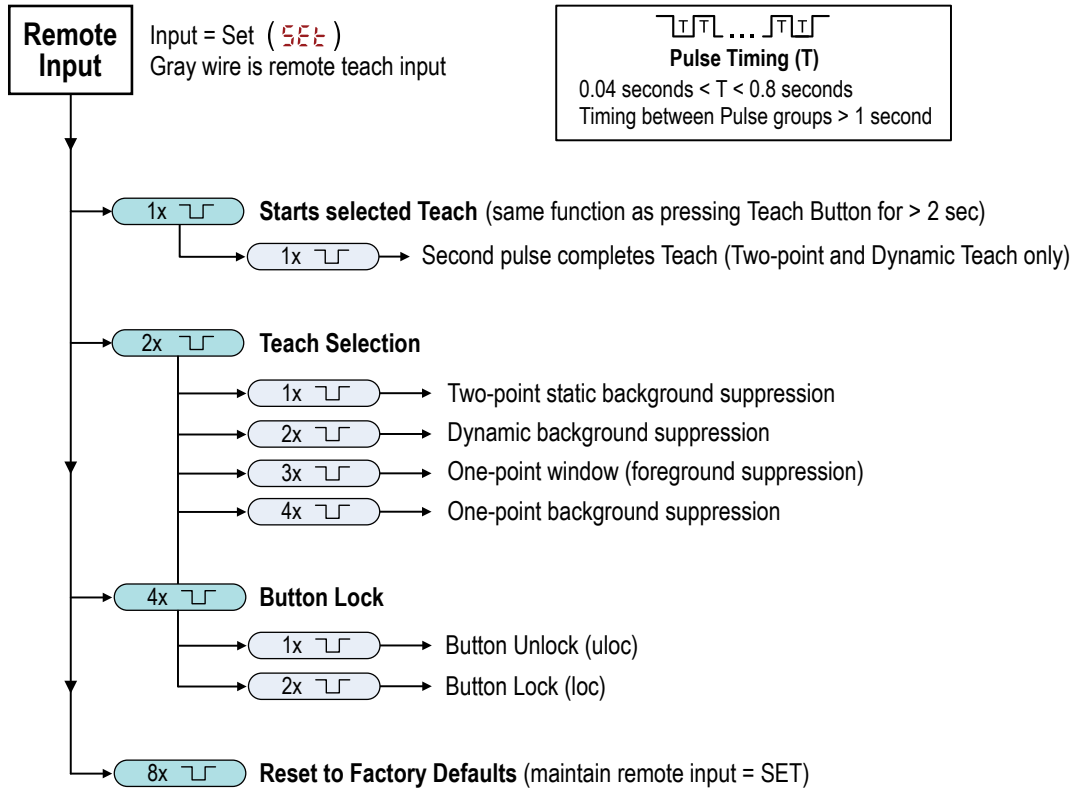 Remote
Input
Input = Set (SEt)
Gray wire is remote teach input
T T ... T T
Pulse Timing (T)
0.04 seconds < T < 0.8 seconds
Timing between Pulse groups > 1 second
1x Starts selected Teach (same function as pressing Teach Button for > 2 sec)
1x Second pulse completes Teach (Two-point and Dynamic Teach only)
2x Teach Selection
1x Two-point static background suppression
2x Dynamic background suppression
3x One-point window (foreground suppression)
4x One-point background suppression
4x Button Lock
1x Button Unlock (uloc)
2x Button Lock (loc)
8x Reset to Factory Defaults (maintain remote input = SET)